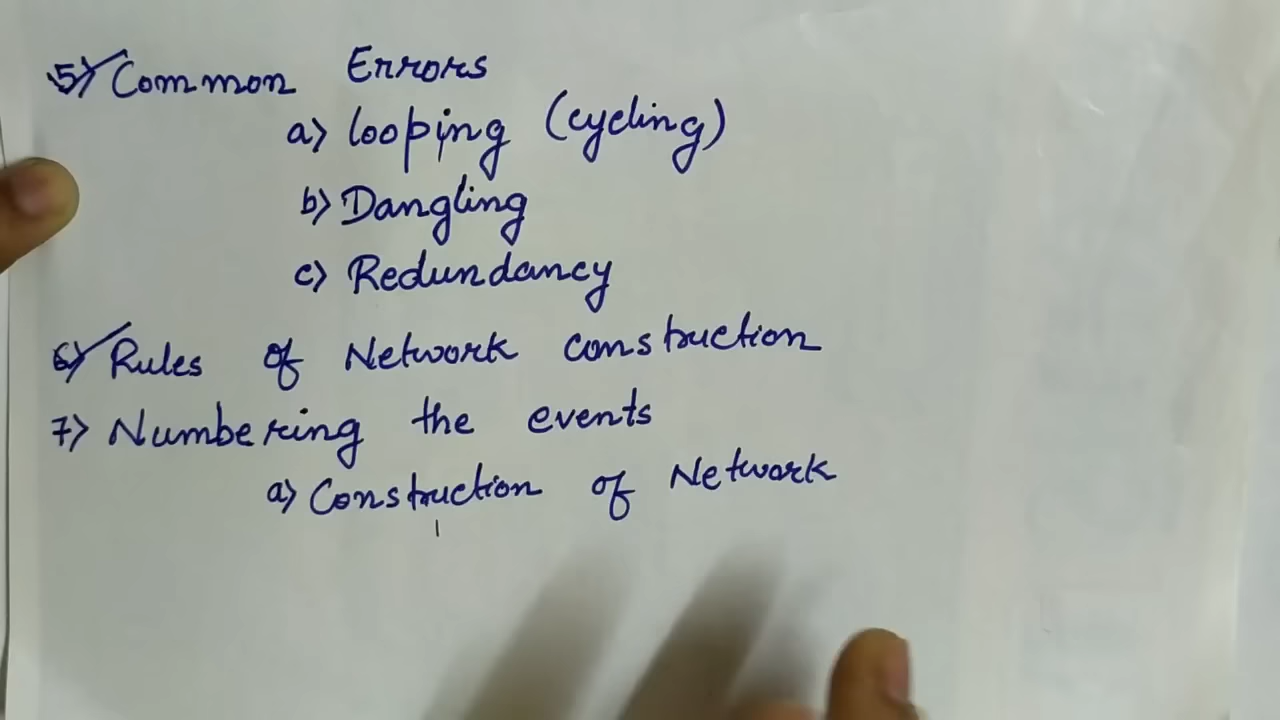 5) Common Errors
a) Looping (cycling)
b) Dangling
c) Redundancy
6) Rules of Network construction
7) Numbering the events
a) Construction of Network